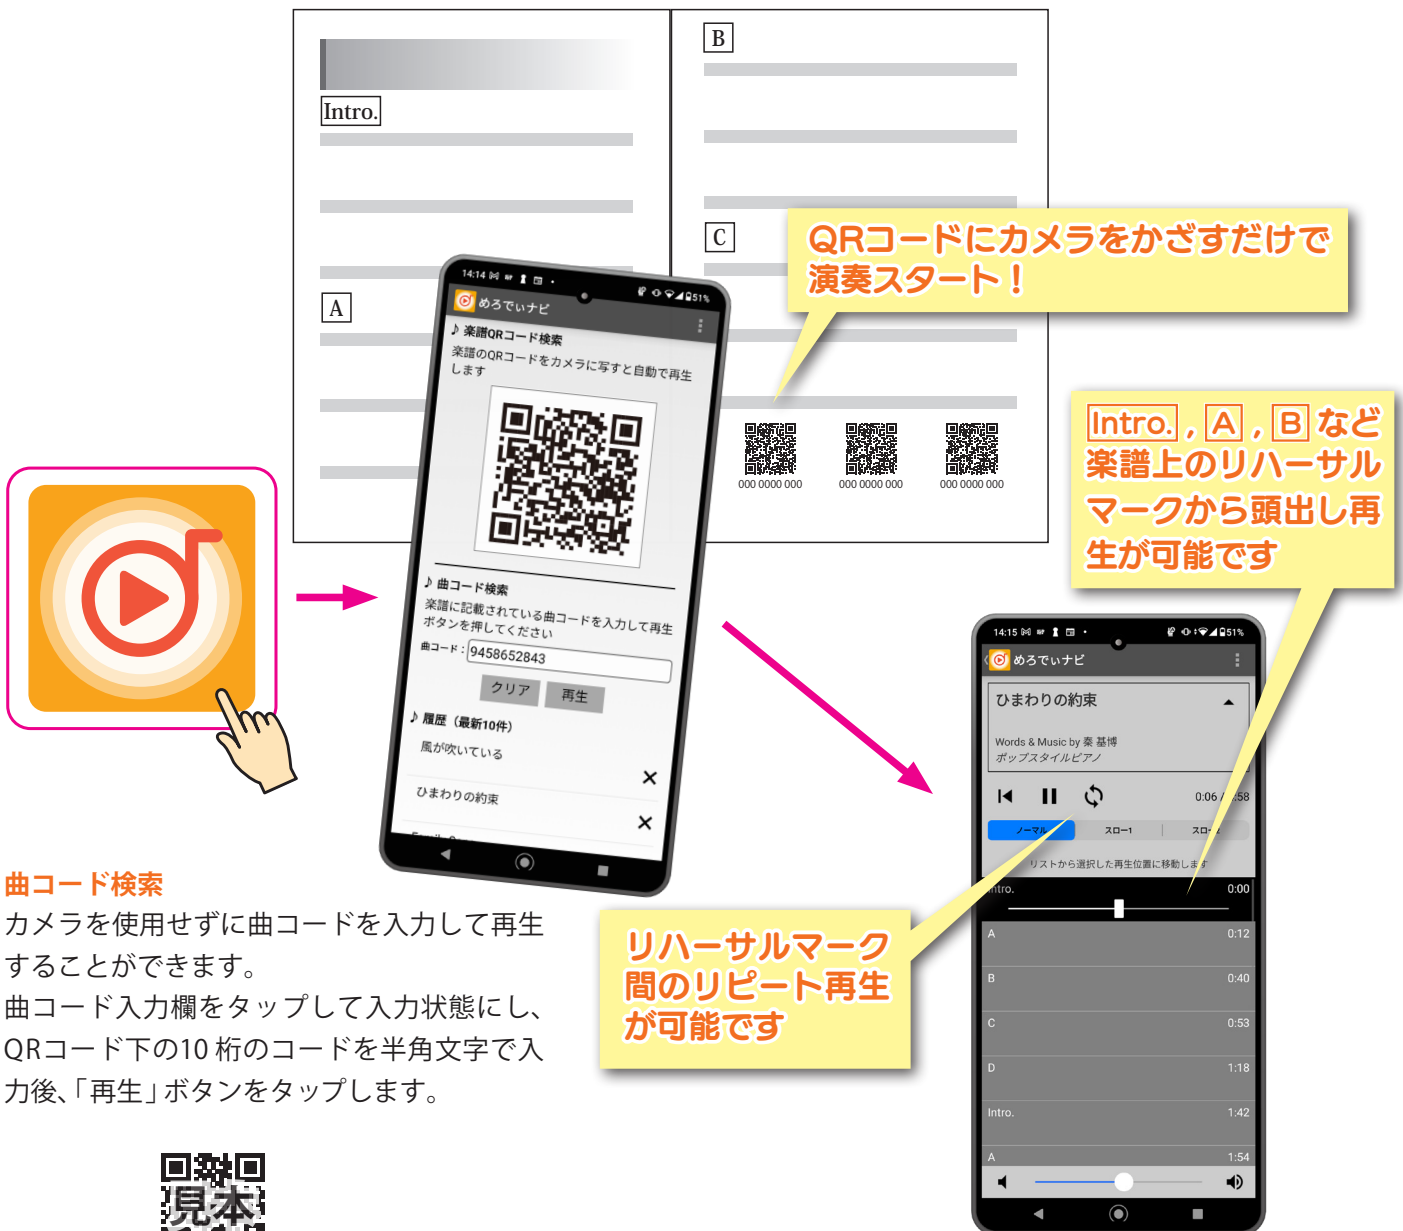 Intro.
A
B
C
QRコードにカメラをかざすだけで
演奏スタート！
000 0000 000
000 0000 000
000 0000 000
Intro. , A , B など
楽譜上のリハーサル
マークから頭出し再
生が可能です
14:14
51%
めろでぃナビ
♪ 楽譜QRコード検索
楽譜のQRコードをカメラに写すと自動で再生
します
♪ 曲コード検索
楽譜に記載されている曲コードを入力して再生
ボタンを押してください
曲コード：9458652843
クリア 再生
♪ 履歴（最新10件）
風が吹いている
ひまわりの約束
14:15
51%
めろでぃナビ
ひまわりの約束
Words & Music by 秦 基博
ポップスタイルピアノ
0:06
ノーマル スロー1
リストから選択した再生位置に移動します
Intro. 0:00
A 0:12
B 0:40
C 0:53
D 1:18
Intro. 1:42
A 1:54
リハーサルマーク
間のリピート再生
が可能です
曲コード検索
カメラを使用せずに曲コードを入力して再生
することができます。
曲コード入力欄をタップして入力状態にし、
QRコード下の10 桁のコードを半角文字で入
力後、「再生」ボタンをタップします。
見本